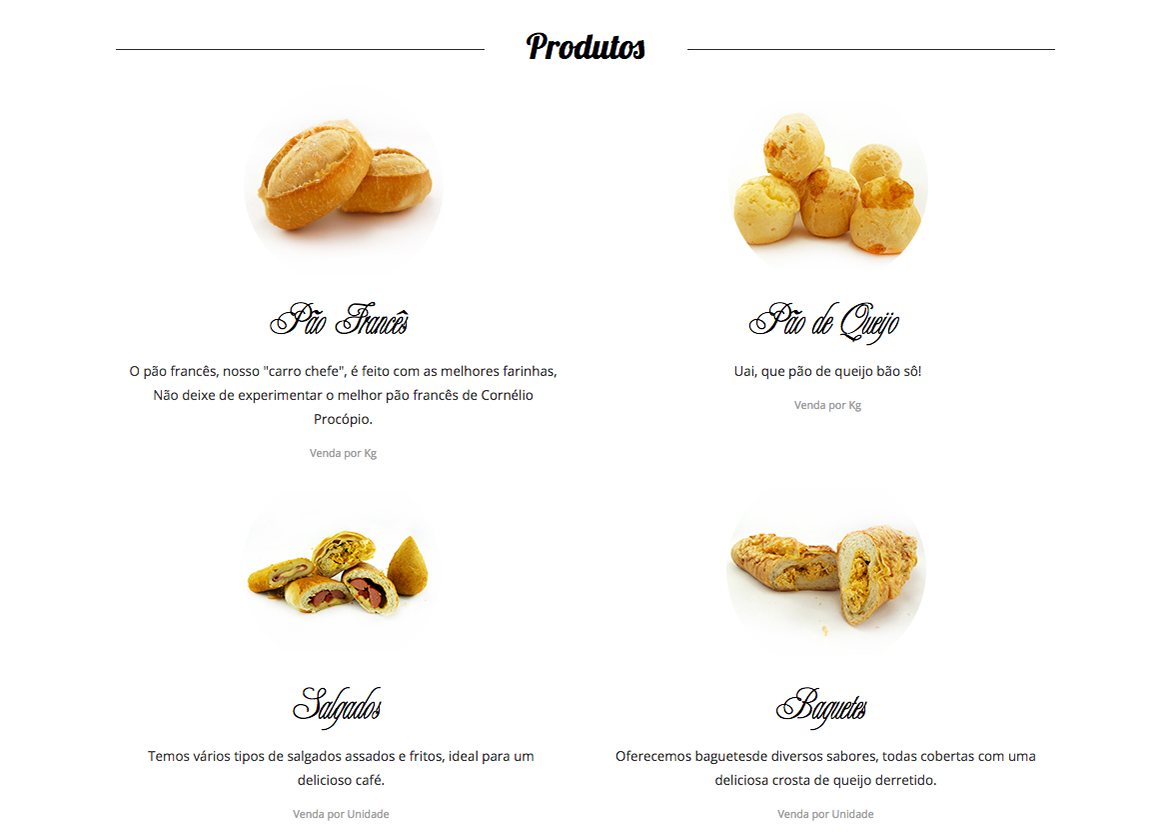 Produtos
Pão Francês
O pão francês, nosso "carro chefe", é feito com as melhores farinhas,
Não deixe de experimentar o melhor pão francês de Cornélio
Procópio.
Venda por Kg
Pão de Queijo
Uai, que pão de queijo bão sô!
Venda por Kg
Salgados
Temos vários tipos de salgados assados e fritos, ideal para um
delicioso café.
Venda por Unidade
Baguetes
Oferecemos baguetesde diversos sabores, todas cobertas com uma
deliciosa crosta de queijo derretido.
Venda por Unidade